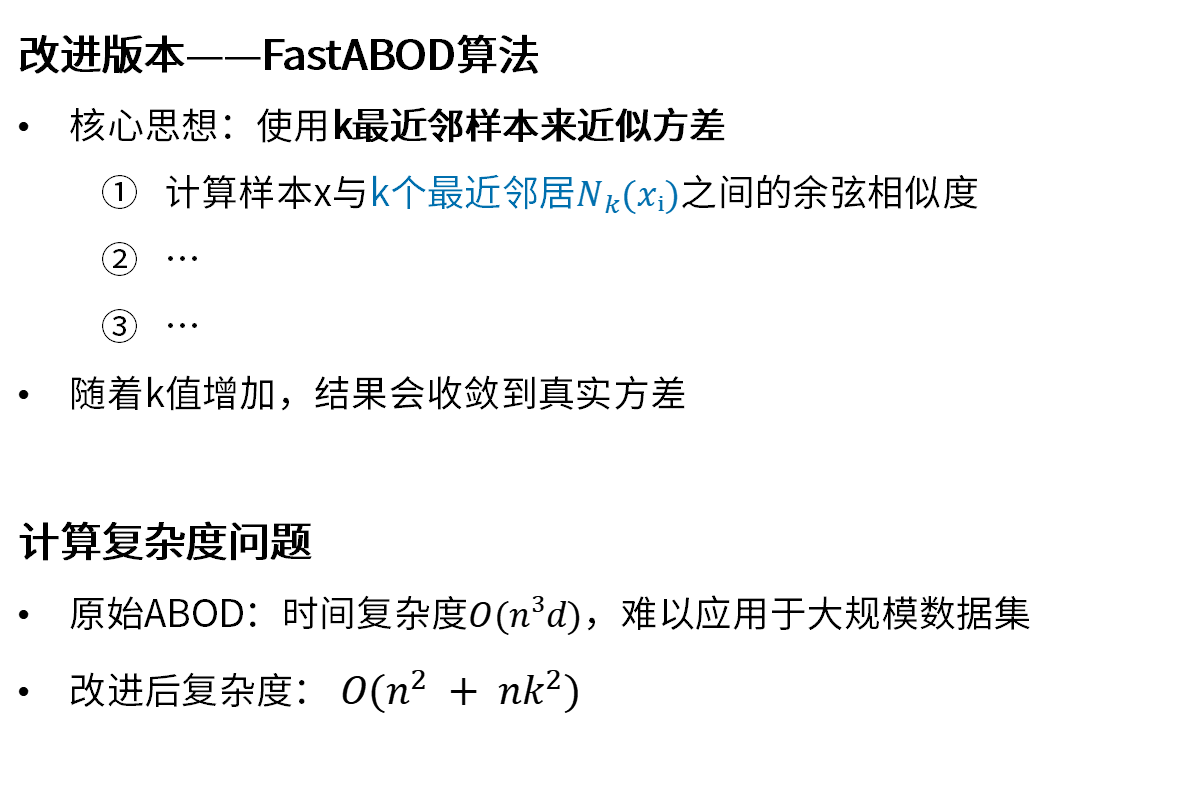 改进版本——FastABOD算法
• 核心思想：使用k最近邻样本来近似方差
① 计算样本x与k个最近邻居Nₖ(xᵢ)之间的余弦相似度
② …
③ …
• 随着k值增加，结果会收敛到真实方差
计算复杂度问题
• 原始ABOD：时间复杂度O(n³d)，难以应用于大规模数据集
• 改进后复杂度： O(n² + nk²)